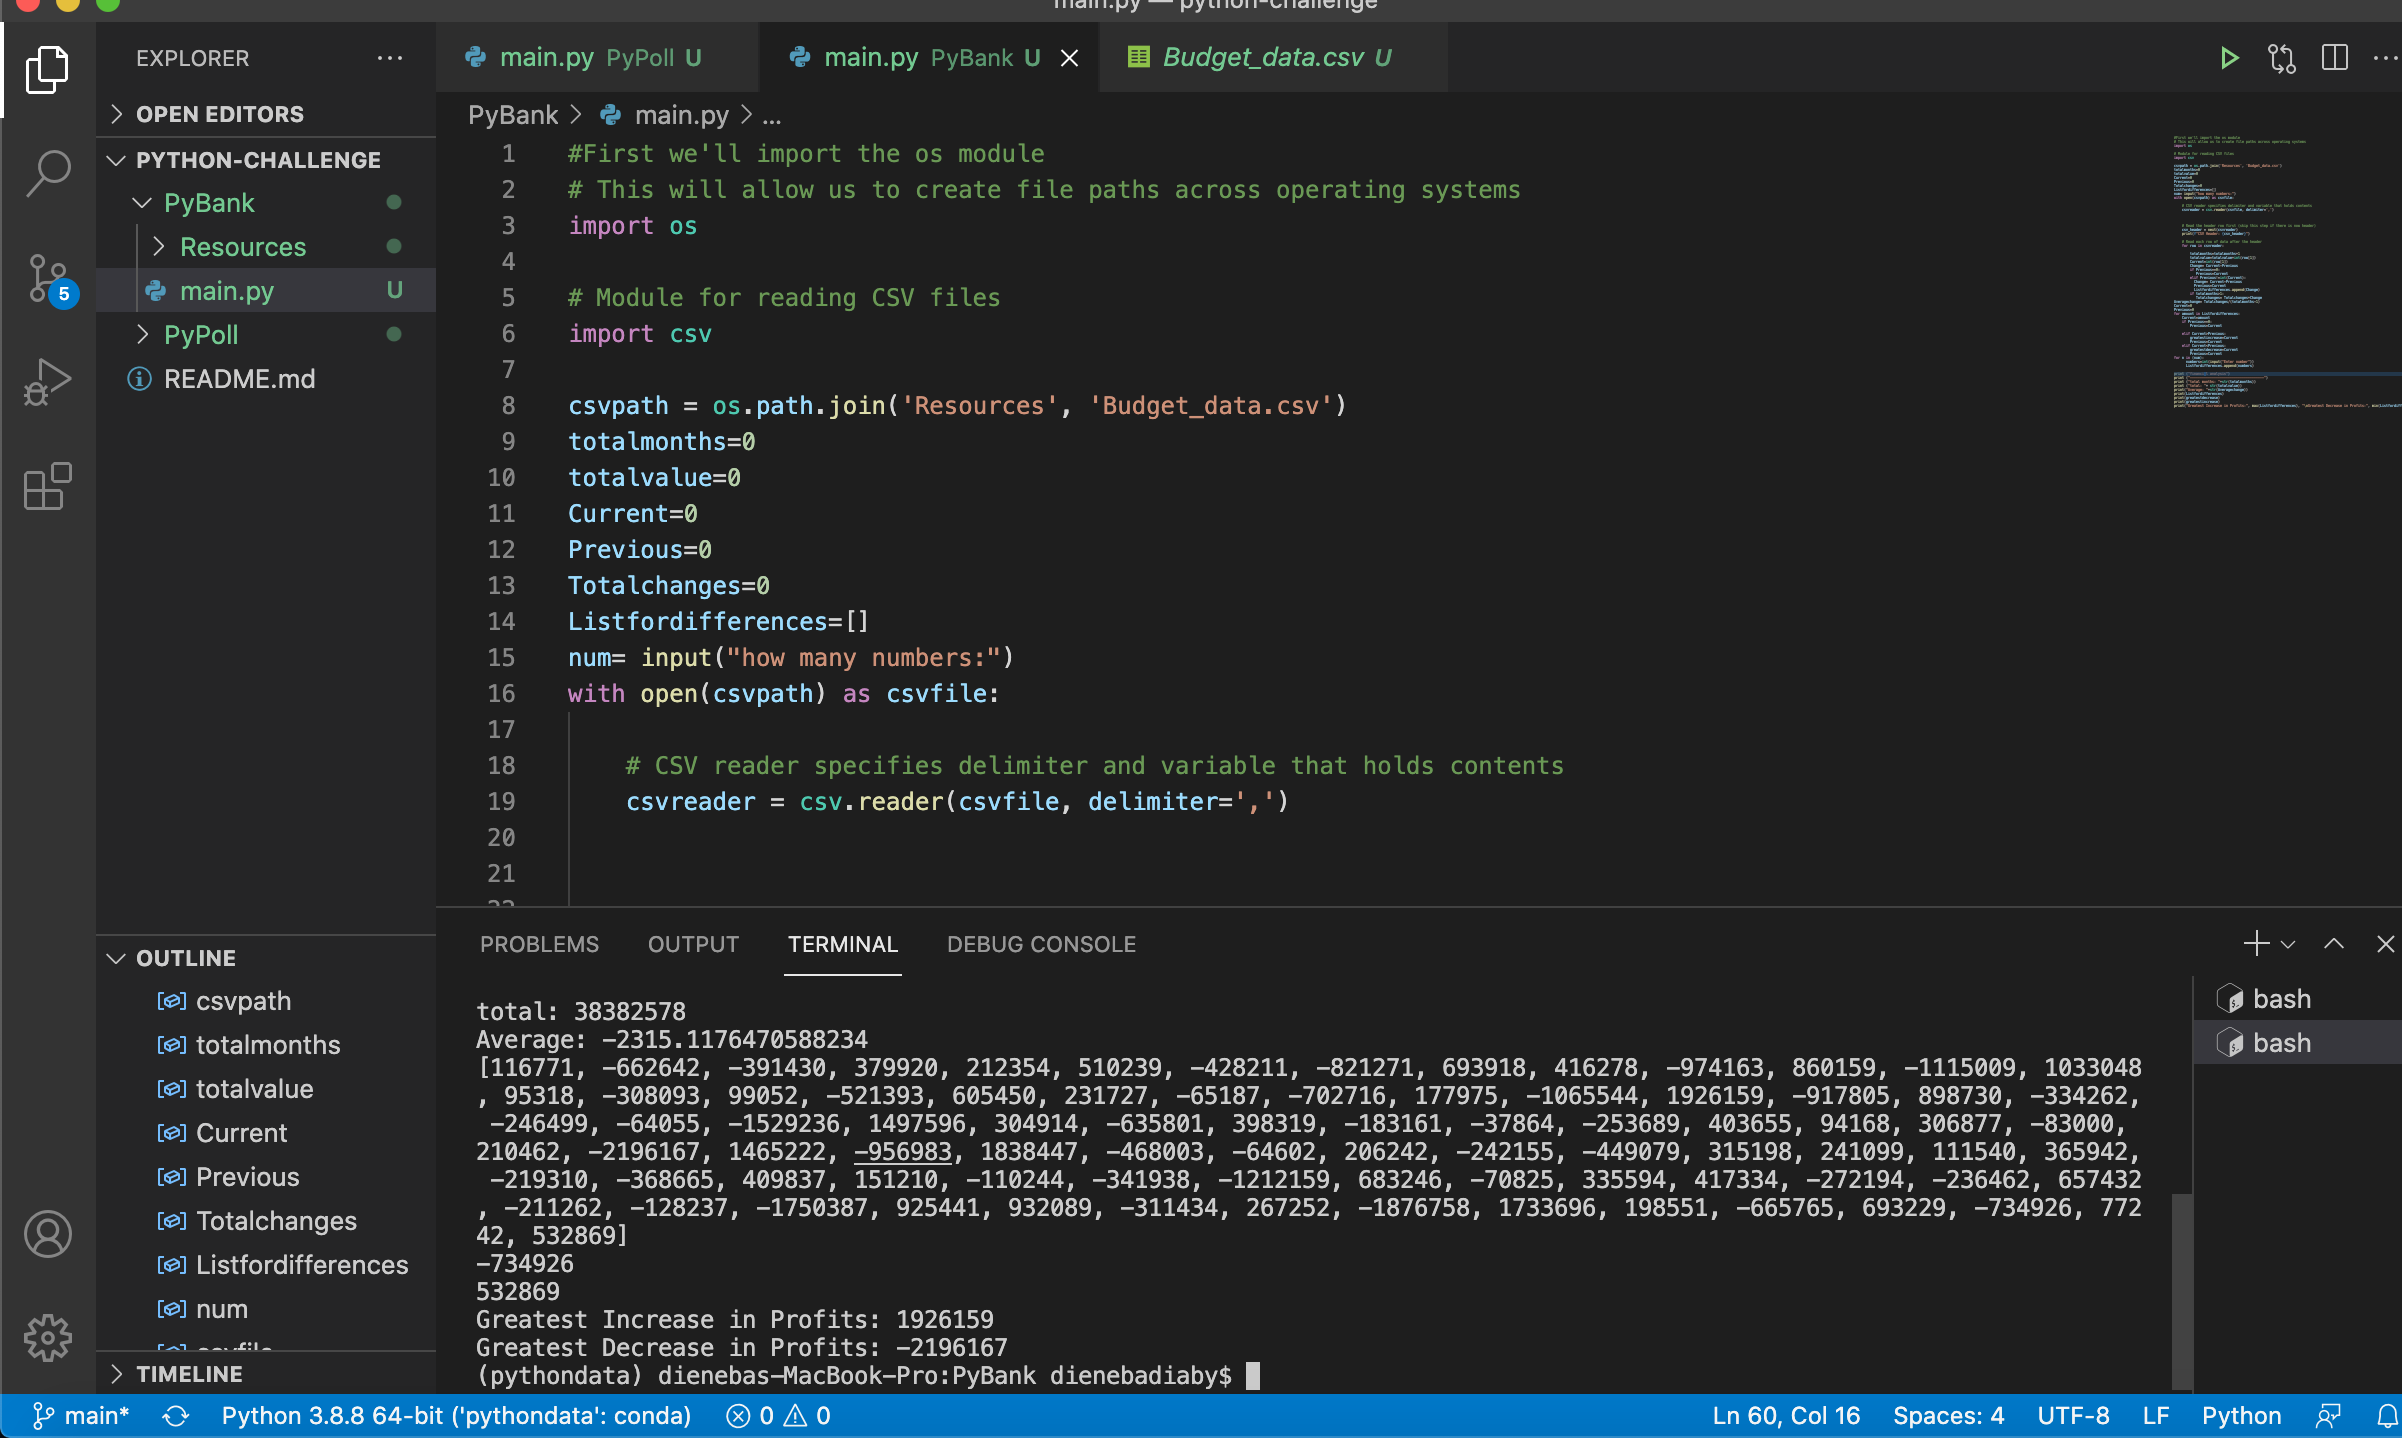 main.py — python-challenge
EXPLORER
OPEN EDITORS
PYTHON-CHALLENGE
PyBank
Resources
main.py U
PyPoll
README.md
5
OUTLINE
csvpath
totalmonths
totalvalue
Current
Previous
Totalchanges
Listfordifferences
num
csvfile
TIMELINE
main.py PyPoll U
main.py PyBank U
Budget_data.csv U
PyBank > main.py > ...
1 #First we'll import the os module
2 # This will allow us to create file paths across operating systems
3 import os
4
5 # Module for reading CSV files
6 import csv
7
8 csvpath = os.path.join('Resources', 'Budget_data.csv')
9 totalmonths=0
10 totalvalue=0
11 Current=0
12 Previous=0
13 Totalchanges=0
14 Listfordifferences=[]
15 num= input("how many numbers:")
16 with open(csvpath) as csvfile:
17
18 # CSV reader specifies delimiter and variable that holds contents
19 csvreader = csv.reader(csvfile, delimiter=',')
20
21
PROBLEMS OUTPUT TERMINAL DEBUG CONSOLE
total: 38382578
Average: -2315.1176470588234
[116771, -662642, -391430, 379920, 212354, 510239, -428211, -821271, 693918, 416278, -974163, 860159, -1115009, 1033048
, 95318, -308093, 99052, -521393, 605450, 231727, -65187, -702716, 177975, -1065544, 1926159, -917805, 898730, -334262,
-246499, -64055, -1529236, 1497596, 304914, -635801, 398319, -183161, -37864, -253689, 403655, 94168, 306877, -83000,
210462, -2196167, 1465222, -956983, 1838447, -468003, -64602, 206242, -242155, -449079, 315198, 241099, 111540, 365942,
-219310, -368665, 409837, 151210, -110244, -341938, -1212159, 683246, -70825, 335594, 417334, -272194, -236462, 657432
, -211262, -128237, -1750387, 925441, 932089, -311434, 267252, -1876758, 1733696, 198551, -665765, 693229, -734926, 772
42, 532869]
-734926
532869
Greatest Increase in Profits: 1926159
Greatest Decrease in Profits: -2196167
(pythondata) dienebas-MacBook-Pro:PyBank dienebadiaby$
bash
bash
main* Python 3.8.8 64-bit ('pythondata': conda) 0 0 Ln 60, Col 16 Spaces: 4 UTF-8 LF Python